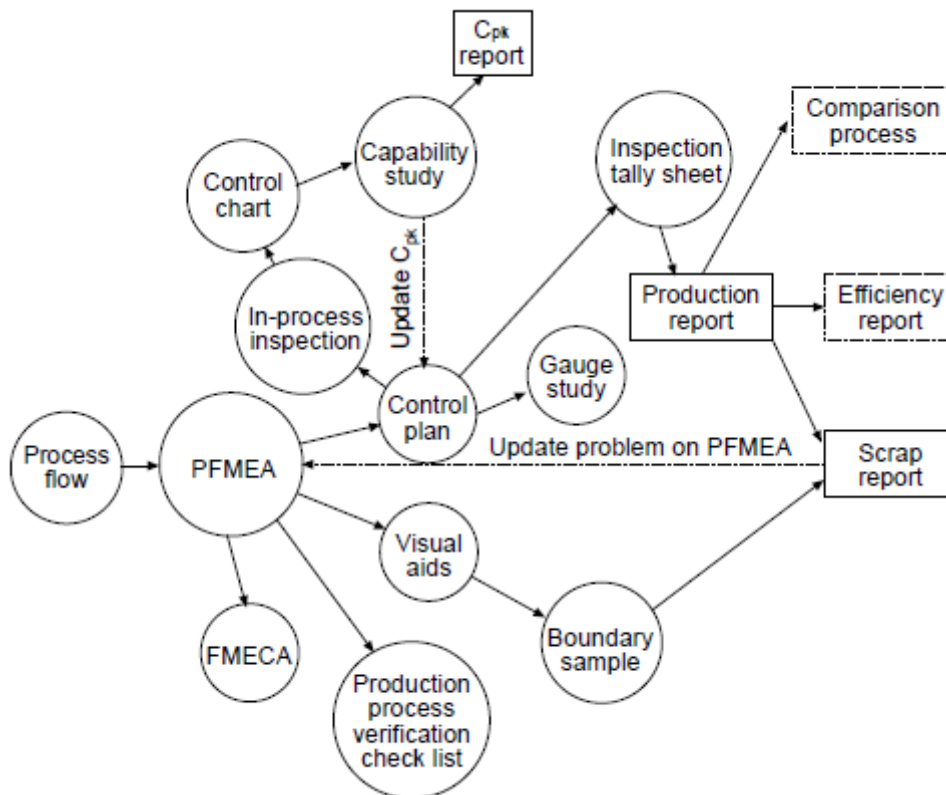 Cpk
report
Comparison
process
Capability
study
Inspection
tally sheet
Control
chart
Update Cpk
In-process
inspection
Production
report
Efficiency
report
Gauge
study
Control
plan
Process
flow
PFMEA
Update problem on PFMEA
Scrap
report
Visual
aids
FMECA
Boundary
sample
Production
process
verification
check list